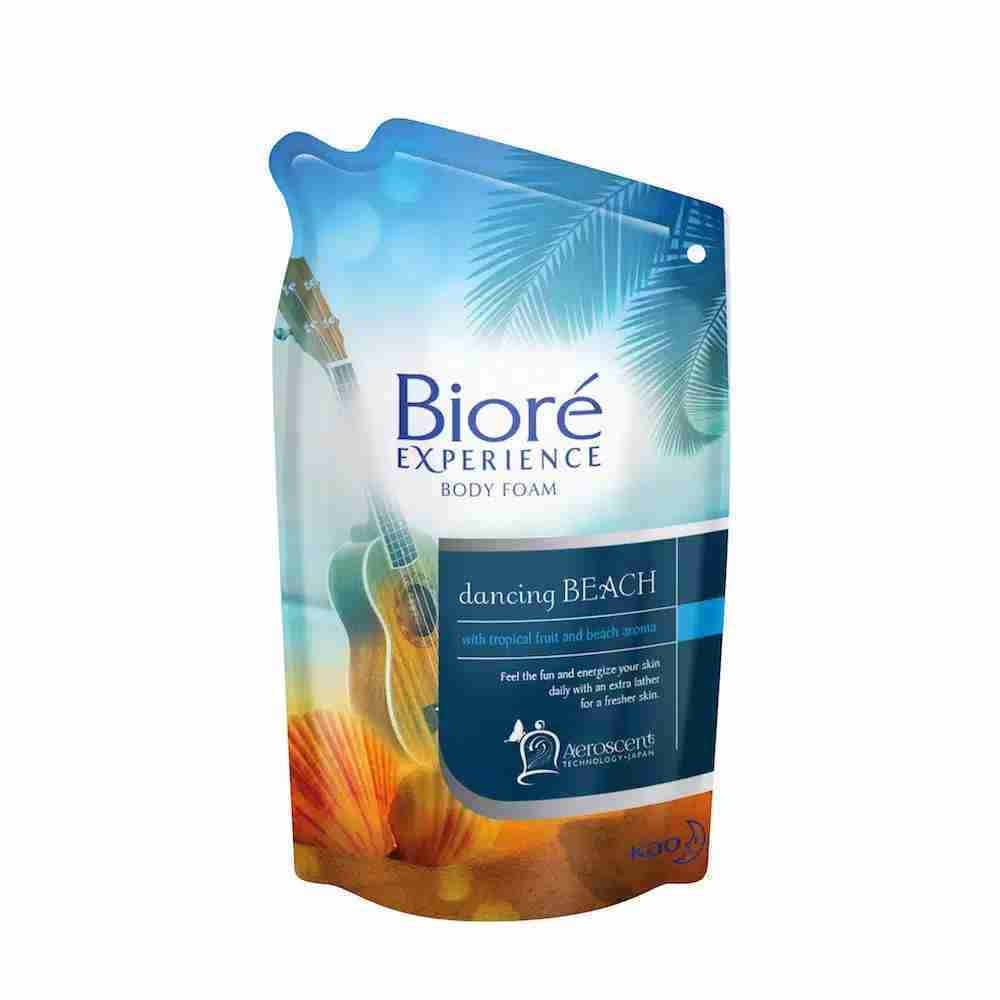 Bioré
EXPERIENCE
BODY FOAM
dancing BEACH
with tropical fruit and beach aroma
Feel the fun and energize your skin
daily with an extra lather
for a fresher skin.
Aeroscent
TECHNOLOGY•JAPAN
Kao